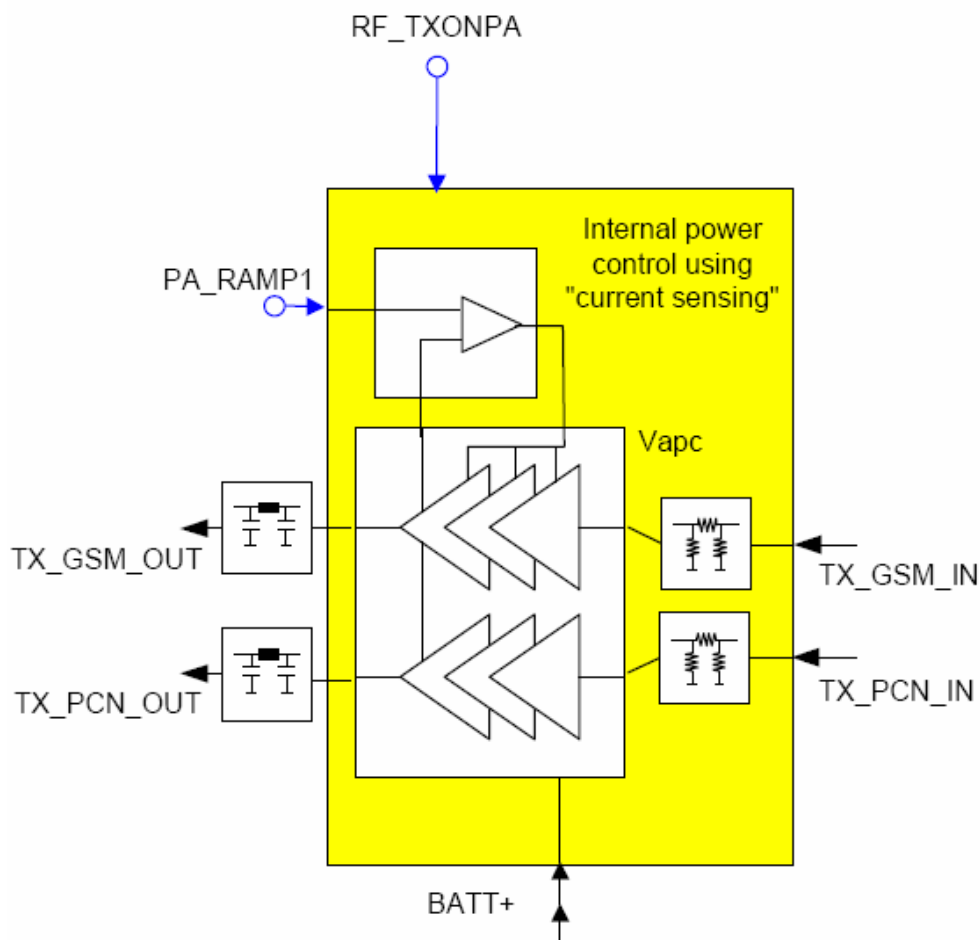 RF_TXONPA
Internal power
control using
"current sensing"
PA_RAMP1
Vapc
TX_GSM_OUT
TX_GSM_IN
TX_PCN_OUT
TX_PCN_IN
BATT+